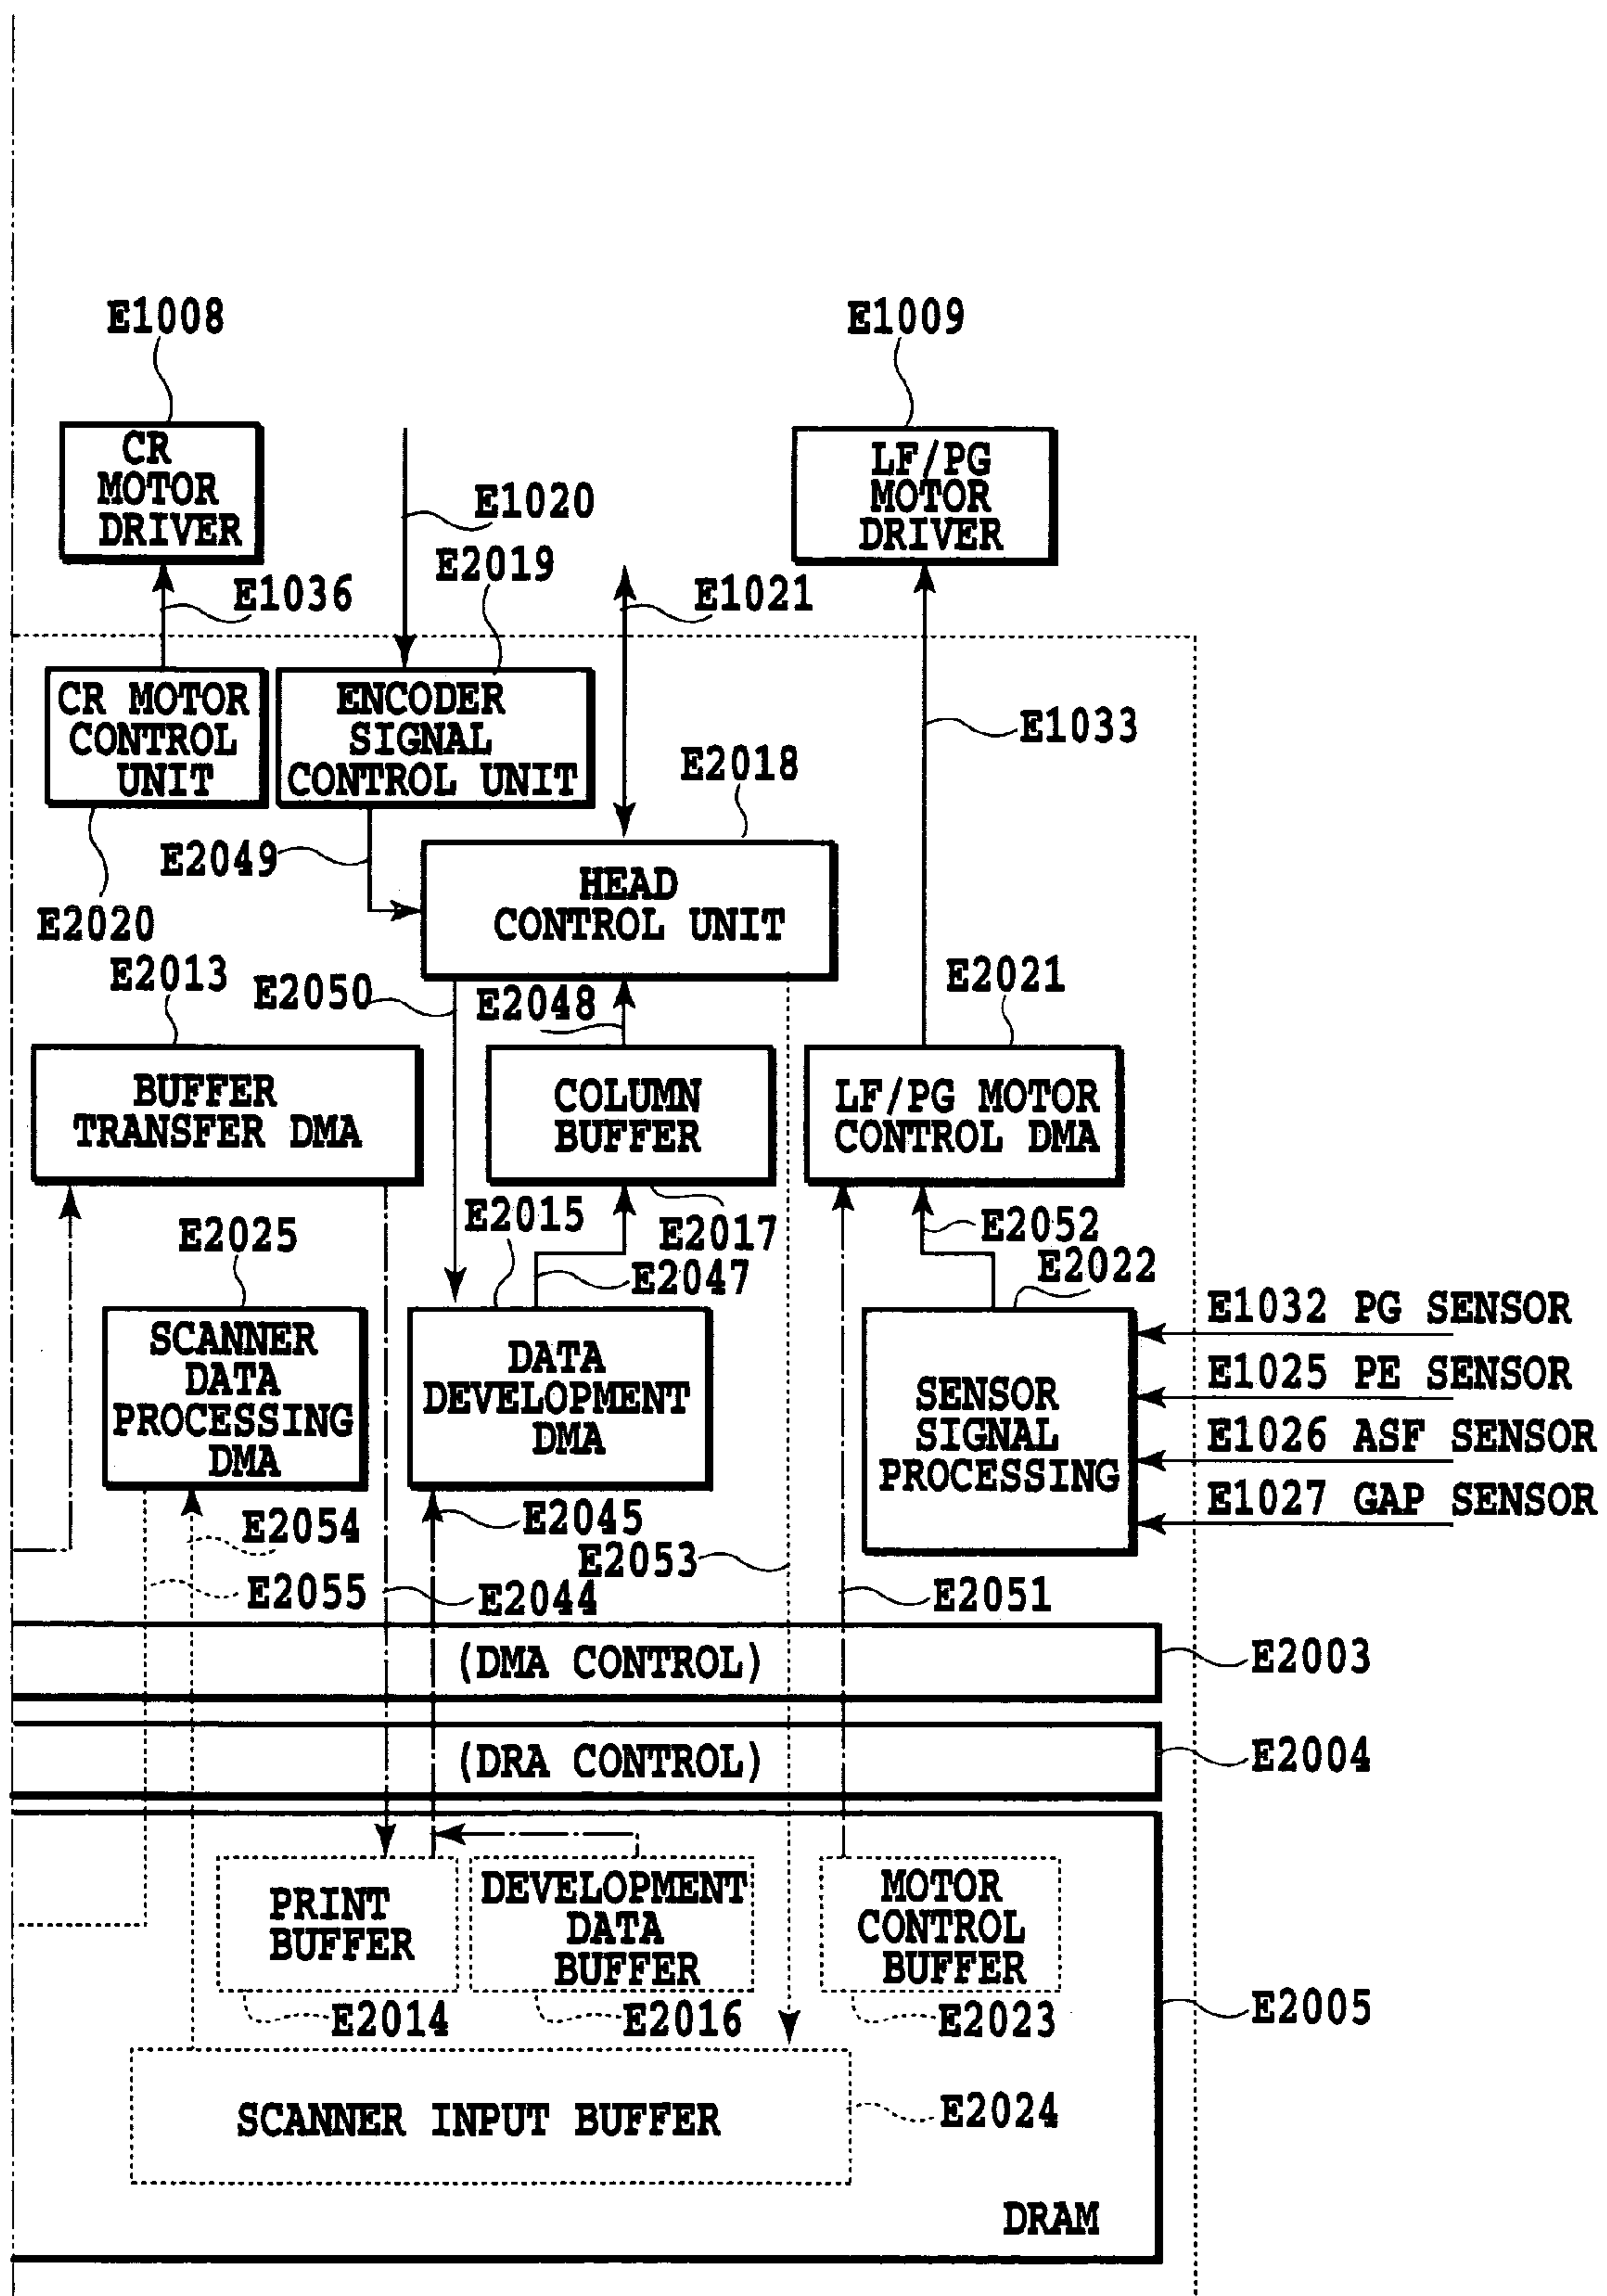 E1008
E1009
CR
MOTOR
DRIVER
LF/PG
MOTOR
DRIVER
E1020
E2019
E1036
E1021
CR MOTOR
CONTROL
UNIT
ENCODER
SIGNAL
CONTROL UNIT
E1033
E2018
E2049
HEAD
CONTROL UNIT
E2020
E2013
E2050
E2048
E2021
BUFFER
TRANSFER DMA
COLUMN
BUFFER
LF/PG MOTOR
CONTROL DMA
E2015
E2025
E2017
E2052
E2047
E2022
E1032 PG SENSOR
SCANNER
DATA
PROCESSING
DMA
DATA
DEVELOPMENT
DMA
SENSOR
SIGNAL
PROCESSING
E1025 PE SENSOR
E1026 ASF SENSOR
E1027 GAP SENSOR
E2054
E2045
E2053
E2055
E2044
E2051
(DMA CONTROL)
E2003
(DRA CONTROL)
E2004
PRINT
BUFFER
DEVELOPMENT
DATA
BUFFER
MOTOR
CONTROL
BUFFER
E2014
E2016
E2023
E2005
SCANNER INPUT BUFFER
E2024
DRAM